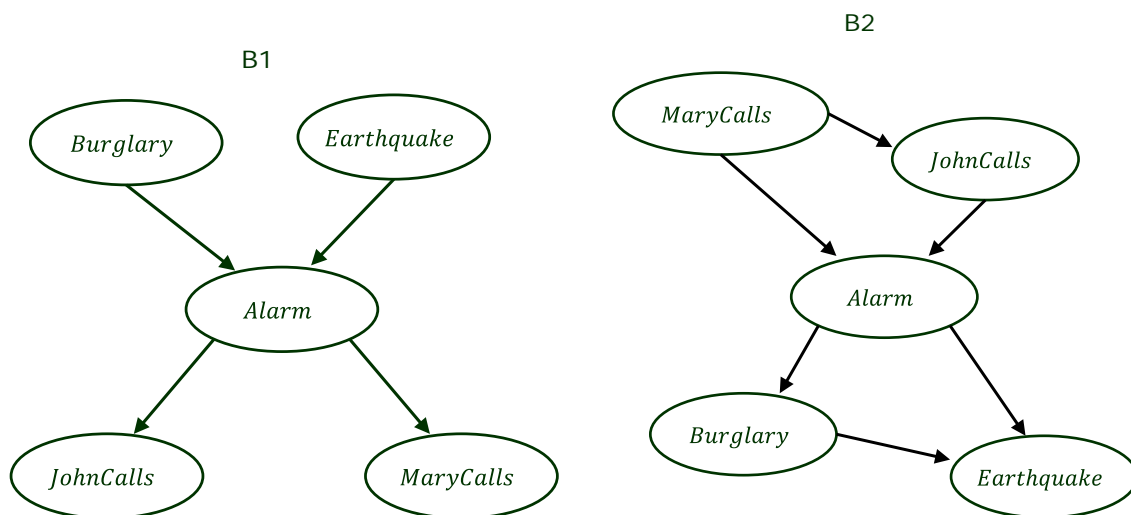 B1
Burglary
Earthquake
Alarm
JohnCalls
MaryCalls
B2
MaryCalls
JohnCalls
Alarm
Burglary
Earthquake